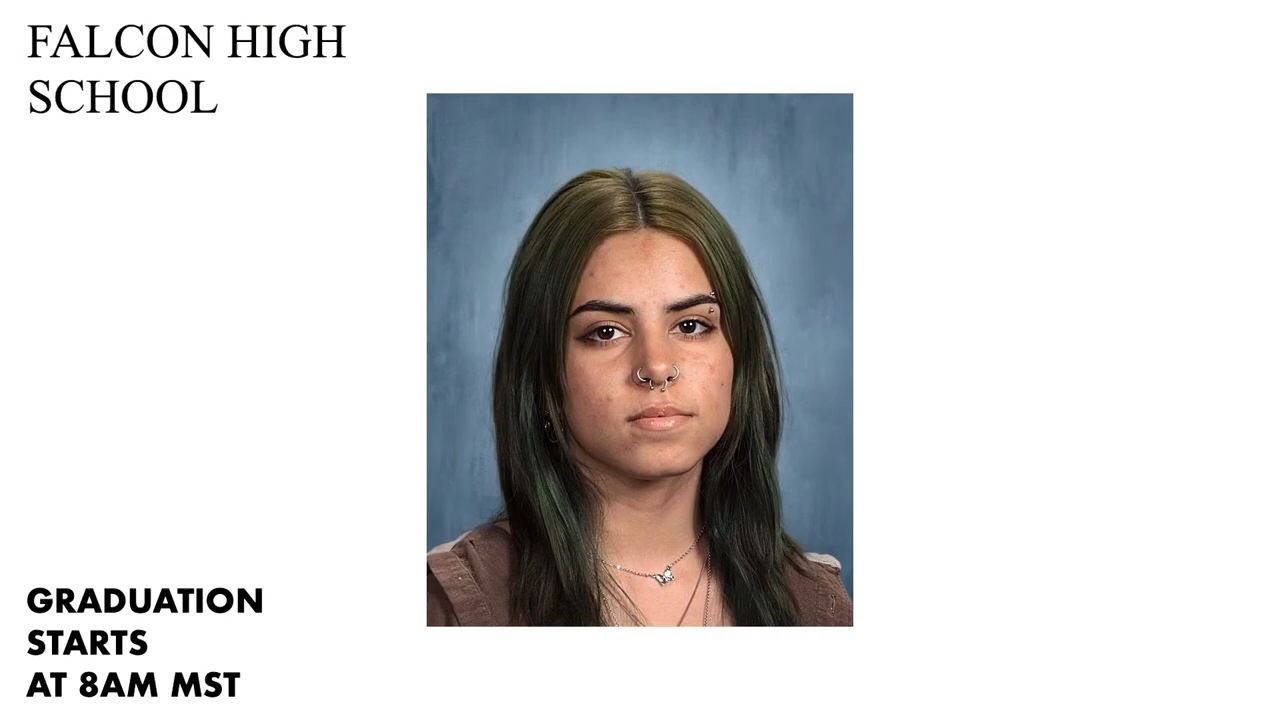 FALCON HIGH
SCHOOL
GRADUATION
STARTS
AT 8AM MST